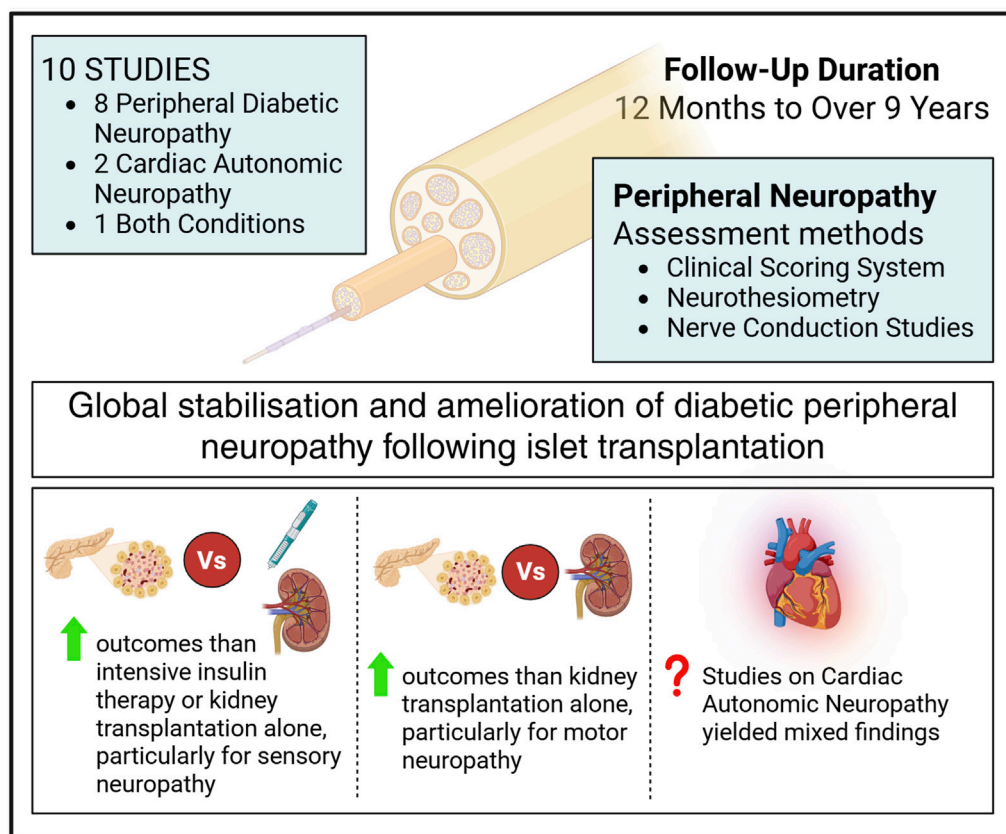 10 STUDIES
• 8 Peripheral Diabetic
Neuropathy
• 2 Cardiac Autonomic
Neuropathy
• 1 Both Conditions
Follow-Up Duration
12 Months to Over 9 Years
Peripheral Neuropathy
Assessment methods
• Clinical Scoring System
• Neurothesiometry
• Nerve Conduction Studies
Global stabilisation and amelioration of diabetic peripheral
neuropathy following islet transplantation
Vs
outcomes than
intensive insulin
therapy or kidney
transplantation alone,
particularly for sensory
neuropathy
Vs
outcomes than kidney
transplantation alone,
particularly for motor
neuropathy
? Studies on Cardiac
Autonomic Neuropathy
yielded mixed findings